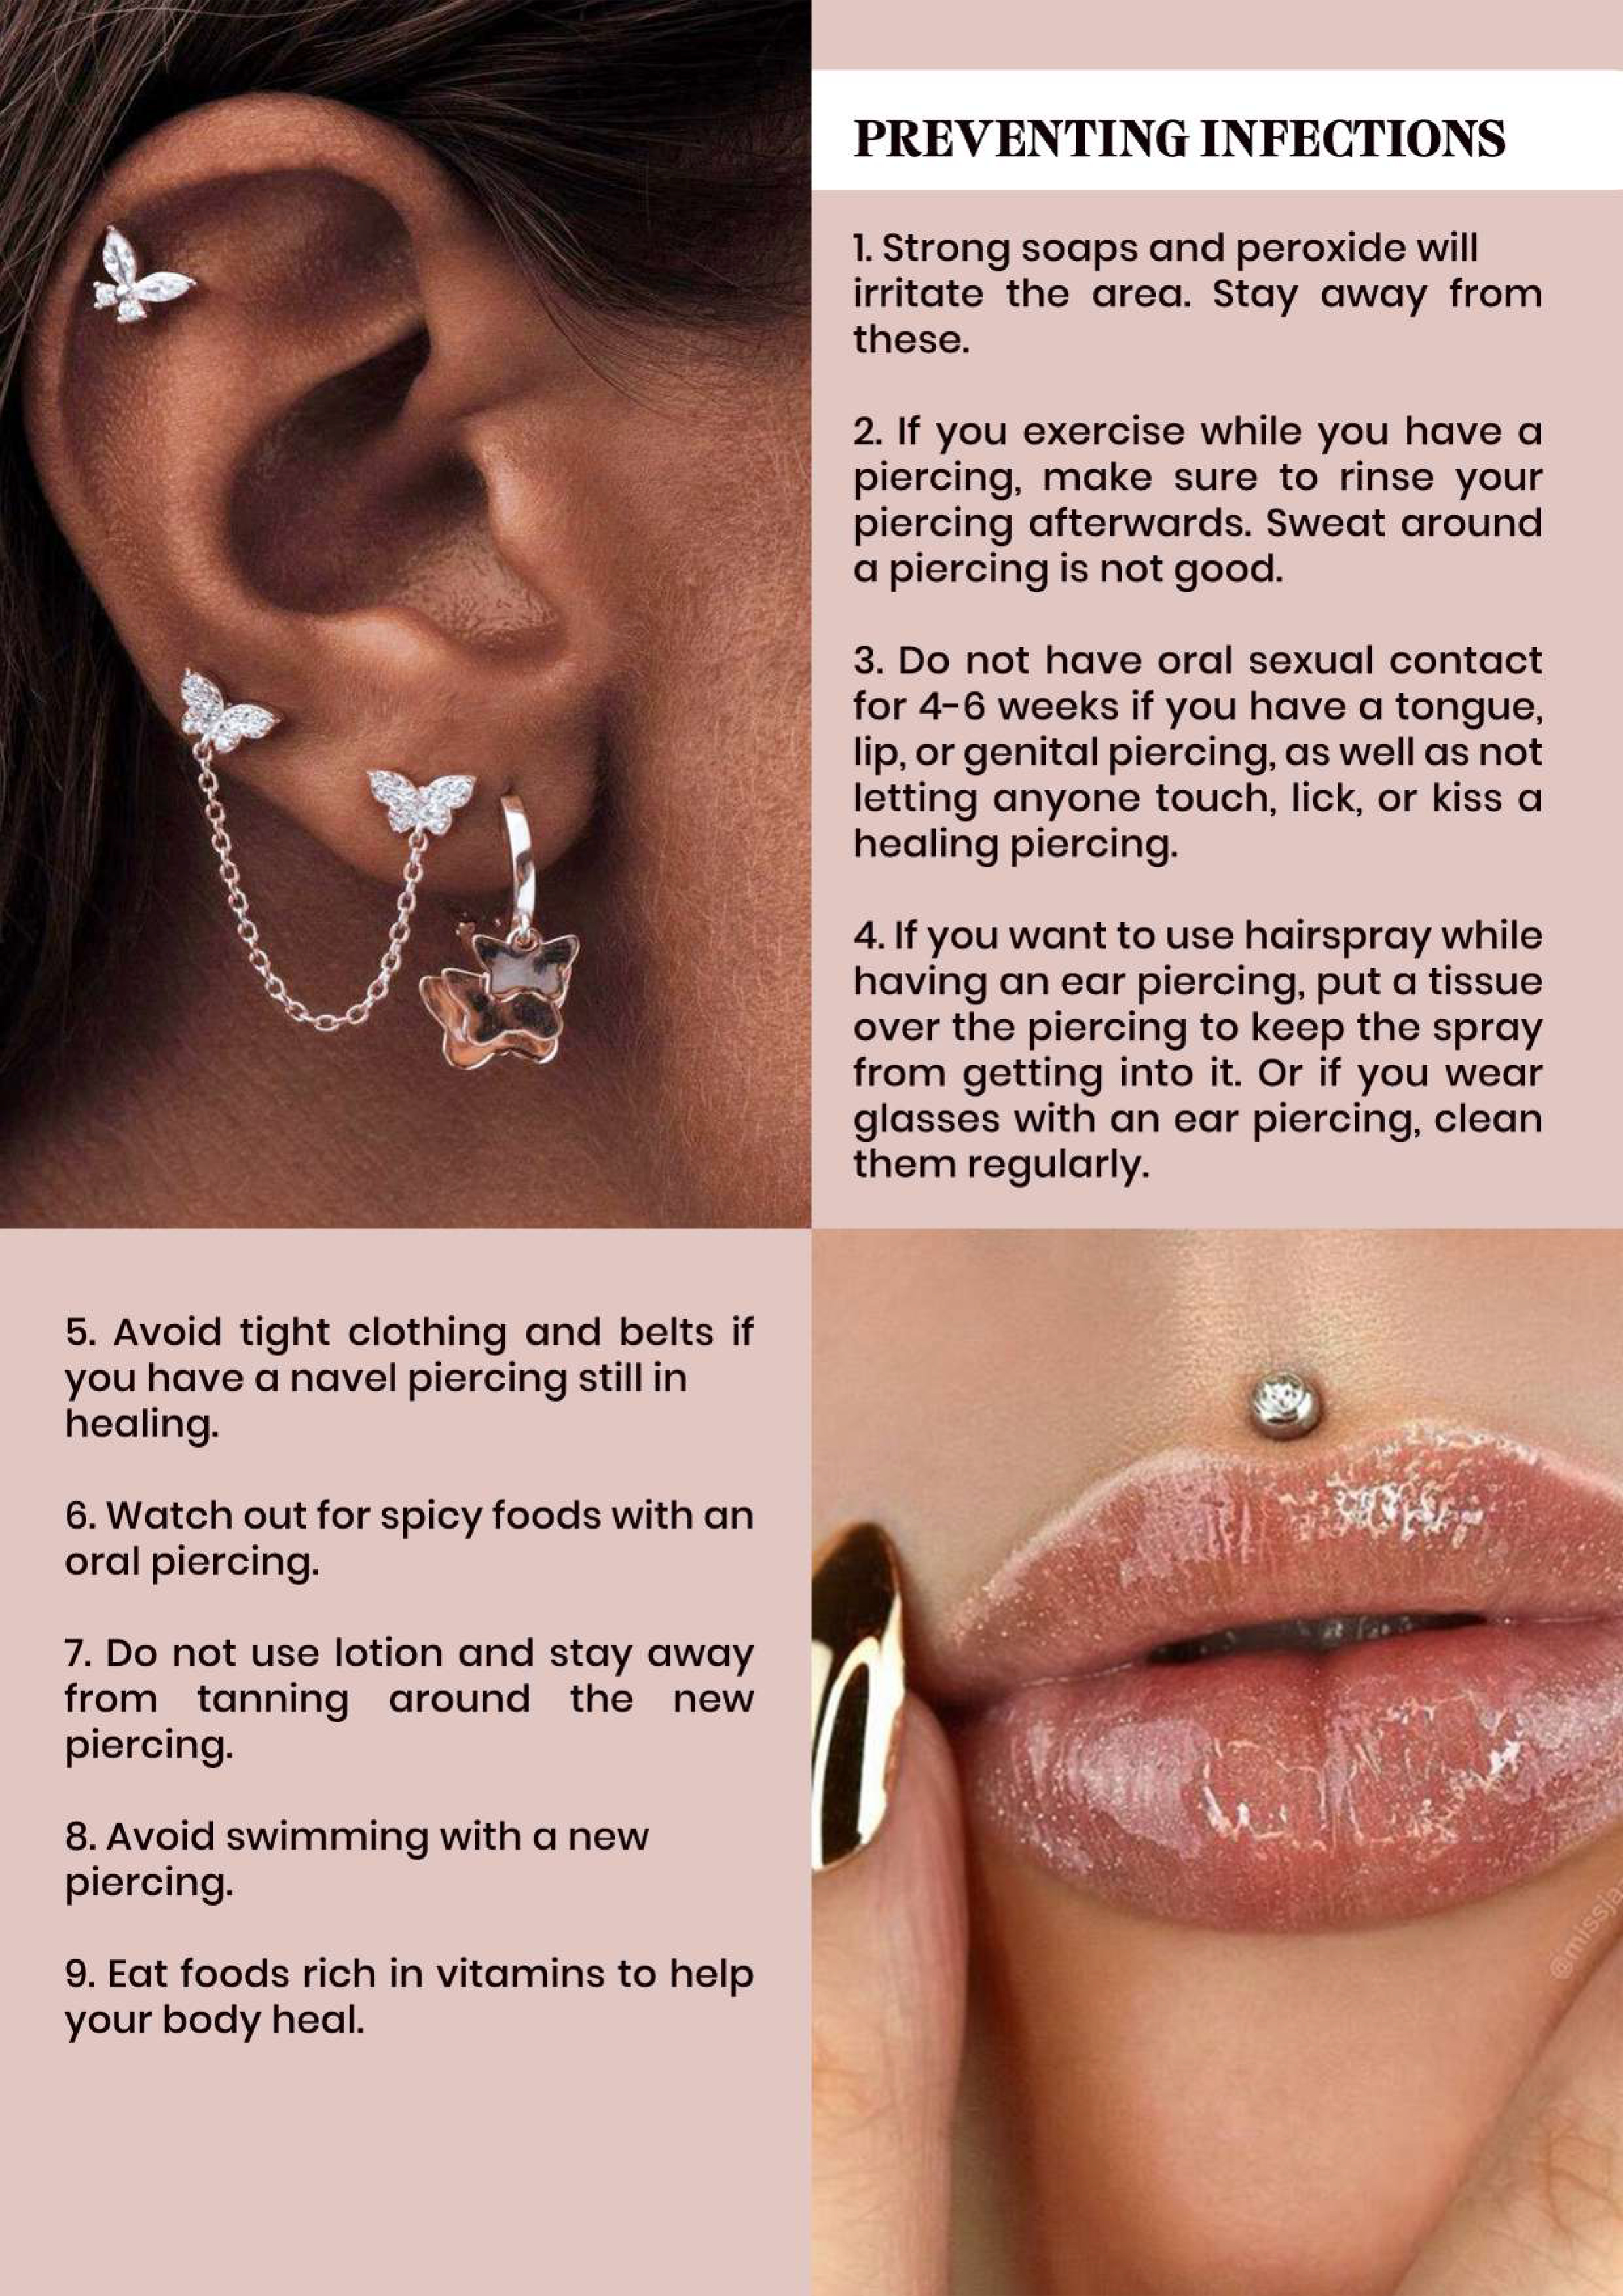 PREVENTING INFECTIONS
1. Strong soaps and peroxide will
irritate the area. Stay away from
these.
2. If you exercise while you have a
piercing, make sure to rinse your
piercing afterwards. Sweat around
a piercing is not good.
3. Do not have oral sexual contact
for 4-6 weeks if you have a tongue,
lip, or genital piercing, as well as not
letting anyone touch, lick, or kiss a
healing piercing.
4. If you want to use hairspray while
having an ear piercing, put a tissue
over the piercing to keep the spray
from getting into it. Or if you wear
glasses with an ear piercing, clean
them regularly.
5. Avoid tight clothing and belts if
you have a navel piercing still in
healing.
6. Watch out for spicy foods with an
oral piercing.
7. Do not use lotion and stay away
from tanning around the new
piercing.
8. Avoid swimming with a new
piercing.
9. Eat foods rich in vitamins to help
your body heal.